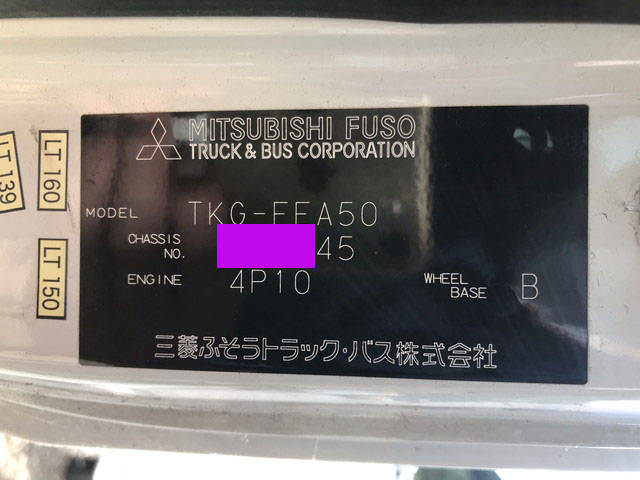 LT 139
LT 160
LT 150
MITSUBISHI FUSO
TRUCK & BUS CORPORATION
MODEL TKG-FEA50
CHASSIS NO. 45
ENGINE 4P10 WHEEL BASE B
三菱ふそうトラック・バス株式会社